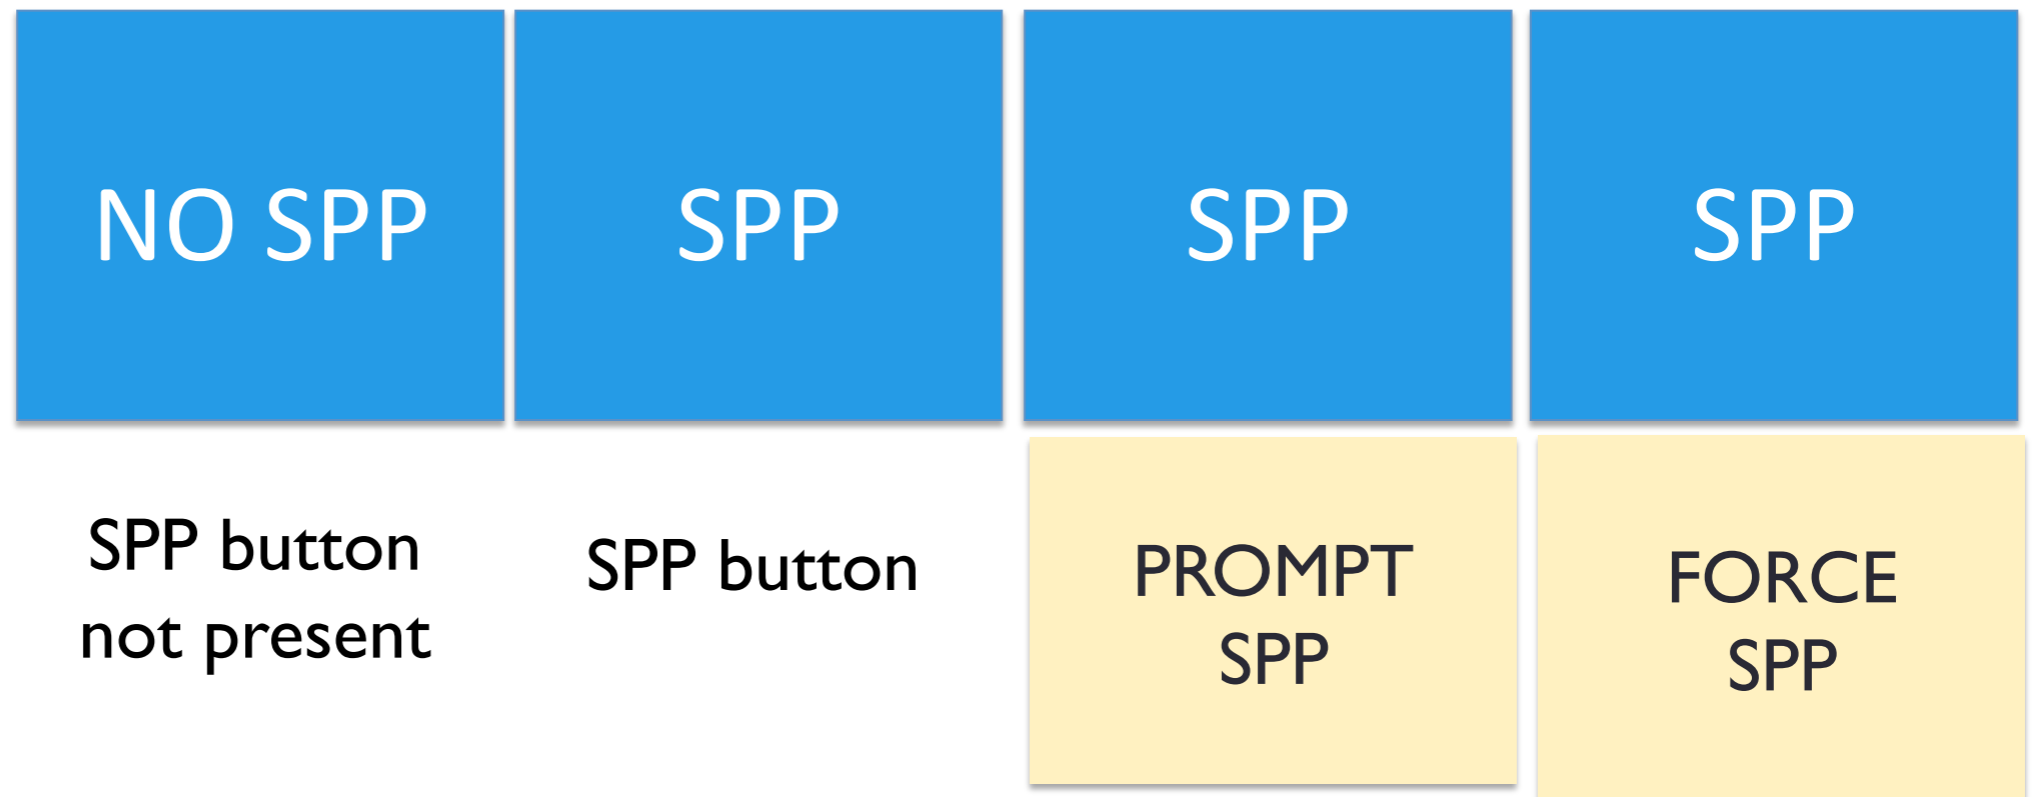 NO SPP
SPP
SPP
SPP
SPP button
not present
SPP button
PROMPT
SPP
FORCE
SPP